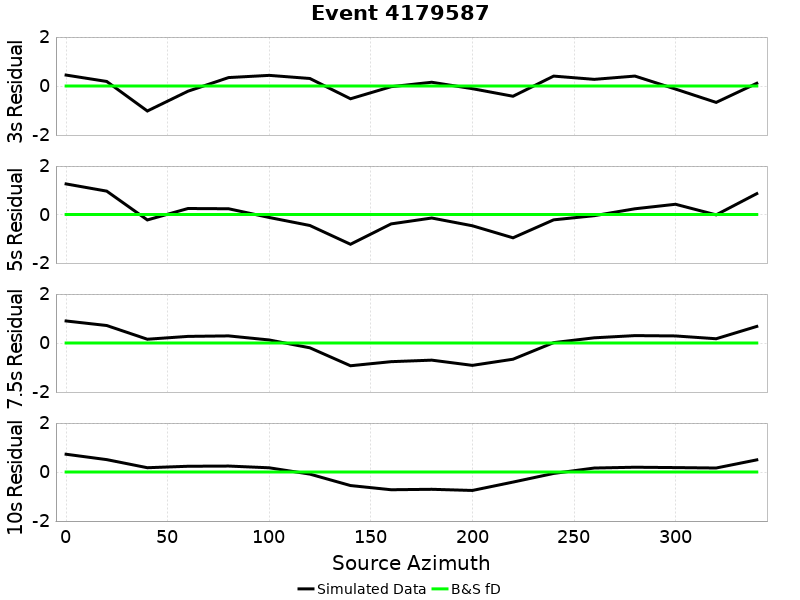 Event 4179587
3s Residual
2
0
-2
5s Residual
2
0
-2
7.5s Residual
2
0
-2
10s Residual
2
0
-2
0 50 100 150 200 250 300
Source Azimuth
Simulated Data B&S fD